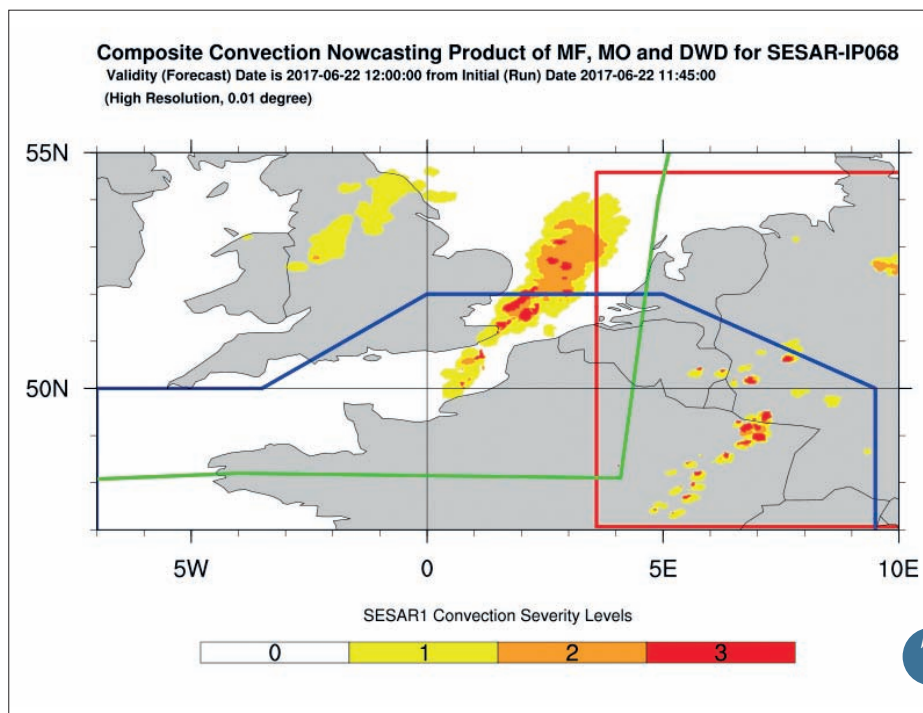 Composite Convection Nowcasting Product of MF, MO and DWD for SESAR-IP068
Validity (Forecast) Date is 2017-06-22 12:00:00 from Initial (Run) Date 2017-06-22 11:45:00
(High Resolution, 0.01 degree)
55N
50N
5W 0 5E 10E
SESAR1 Convection Severity Levels
0 1 2 3